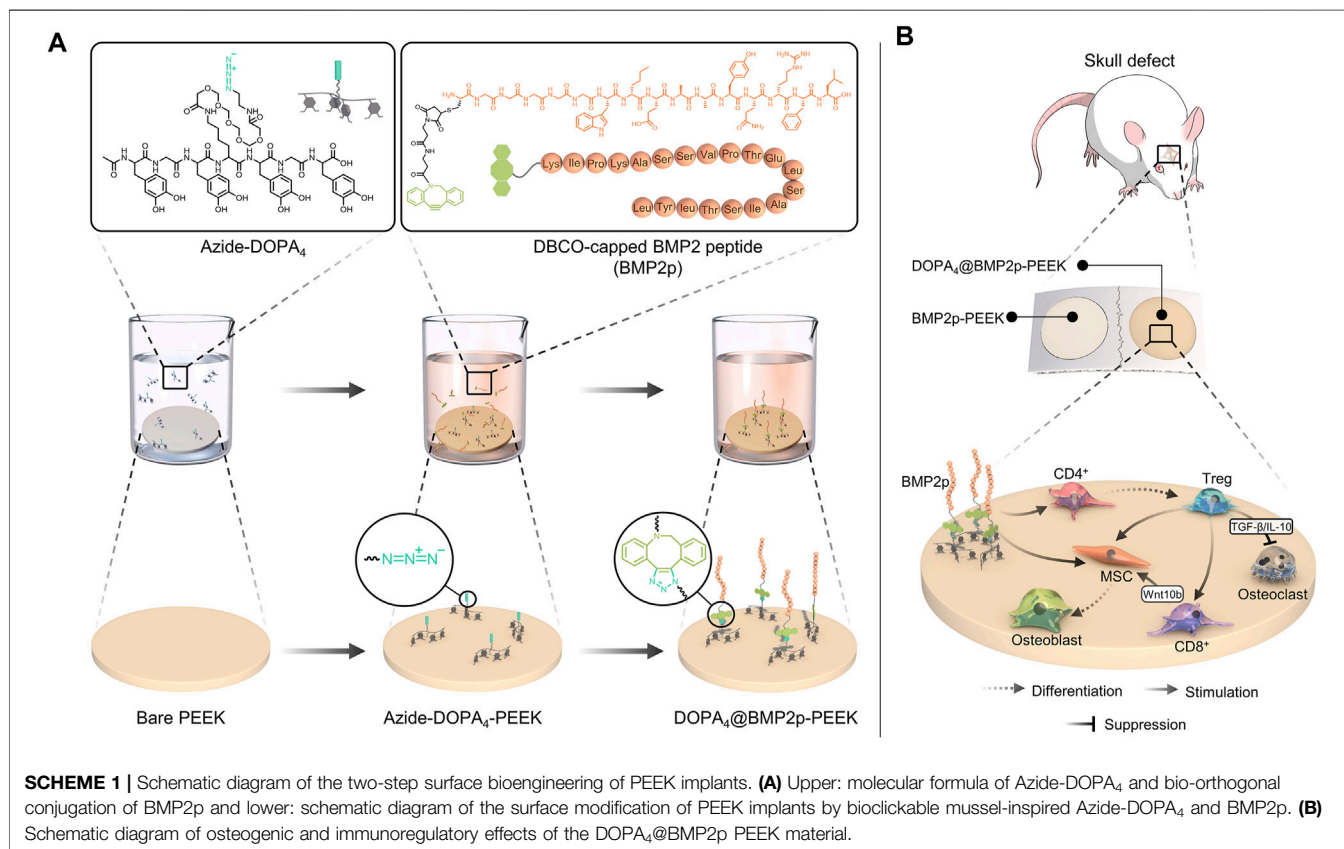 A
Azide-DOPA₄
DBCO-capped BMP2 peptide
(BMP2p)
Lys Ile Pro Lys Ala Ser Ser Val Pro Thr Glu
Leu
Ser
Leu Tyr leu Thr Ser Ile Ala
N=N=N
+ −
Bare PEEK
Azide-DOPA₄-PEEK
DOPA₄@BMP2p-PEEK
B
Skull defect
DOPA₄@BMP2p-PEEK
BMP2p-PEEK
BMP2p
CD4⁺
Treg
TGF-β/IL-10
MSC
Wnt10b
Osteoclast
Osteoblast
CD8⁺
Differentiation
Stimulation
Suppression
SCHEME 1 | Schematic diagram of the two-step surface bioengineering of PEEK implants. (A) Upper: molecular formula of Azide-DOPA₄ and bio-orthogonal
conjugation of BMP2p and lower: schematic diagram of the surface modification of PEEK implants by bioclickable mussel-inspired Azide-DOPA₄ and BMP2p. (B)
Schematic diagram of osteogenic and immunoregulatory effects of the DOPA₄@BMP2p PEEK material.